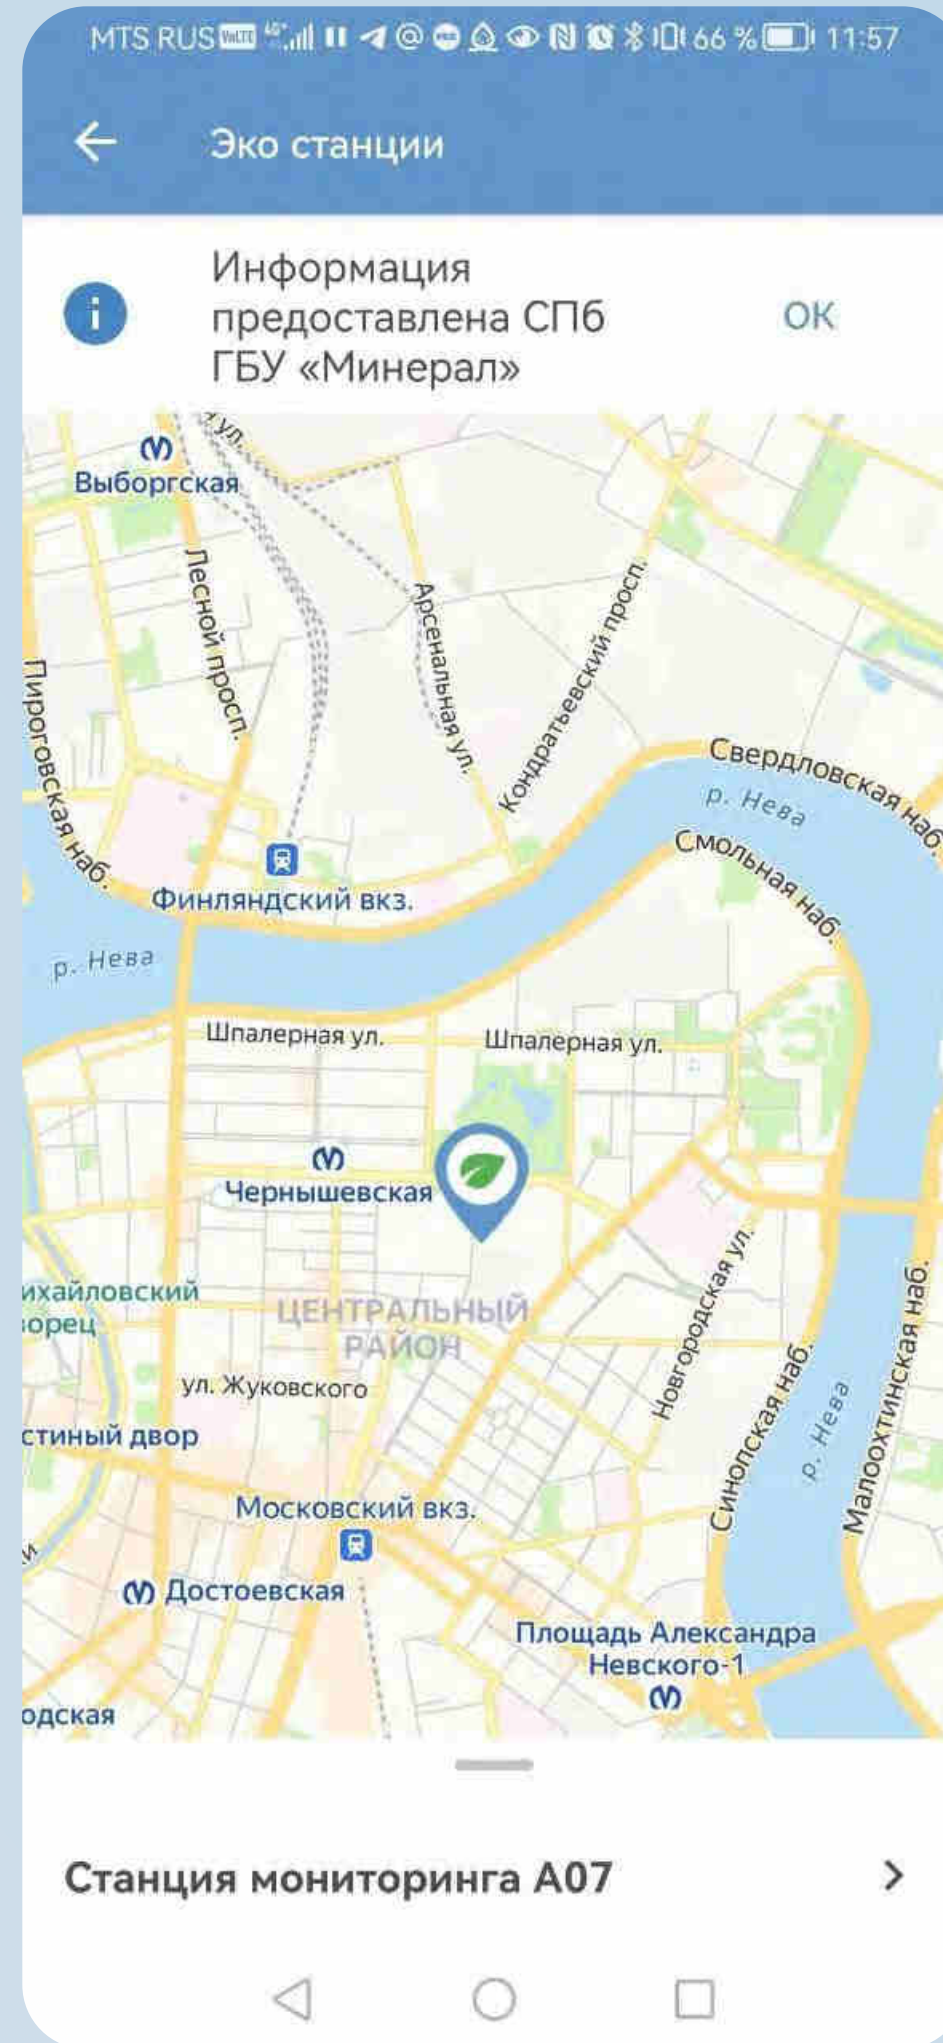 MTS RUS VoLTE 66 % 11:57
Эко станции
Информация
предоставлена СПб
ГБУ «Минерал»
ОК
ул.
Выборгская
Лесной просп.
Арсенальная ул.
Кондратьевский просп.
Пироговская наб.
Свердловская наб.
р. Нева
Смольная наб.
Финляндский вкз.
р. Нева
Шпалерная ул.
Шпалерная ул.
Чернышевская
ихайловский
орец
ЦЕНТРАЛЬНЫЙ
РАЙОН
Новгородская ул.
ул. Жуковского
стиный двор
Синопская наб.
р. Нева
Малоохтинская наб.
Московский вкз.
Достоевская
Площадь Александра
Невского-1
одская
Станция мониторинга А07